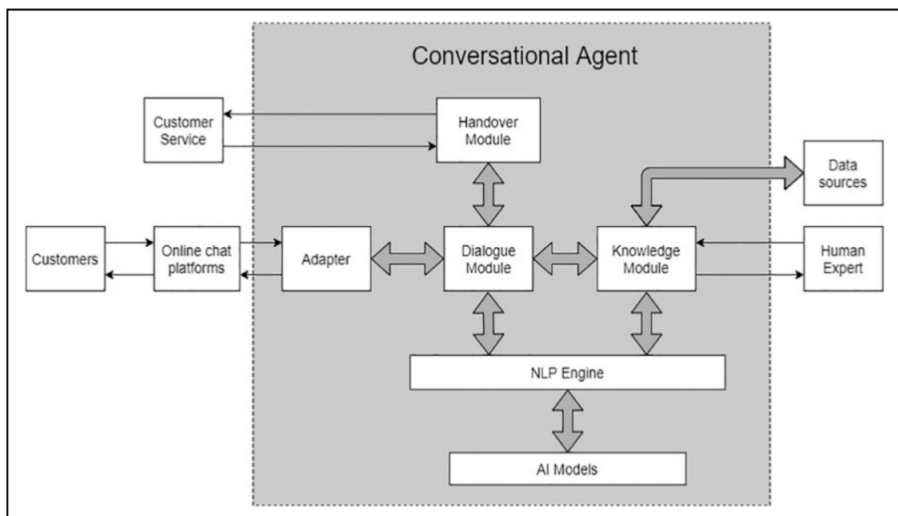 Conversational Agent
Customer
Service
Handover
Module
Data
sources
Customers
Online chat
platforms
Adapter
Dialogue
Module
Knowledge
Module
Human
Expert
NLP Engine
AI Models